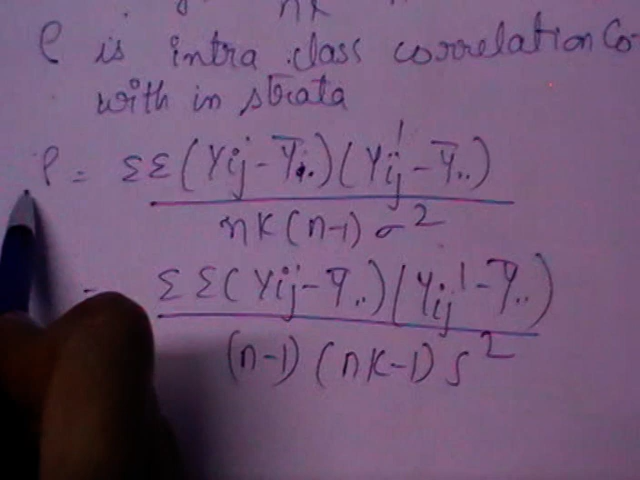 nk
ρ is intra class correlation Co-
with in strata
ρ = ΣΣ(Yij - Ȳ..)(Yij' - Ȳ..)
nK(n-1)σ²
= ΣΣ(Yij - Ȳ..)(Yij' - Ȳ..)
(n-1)(nK-1)S²